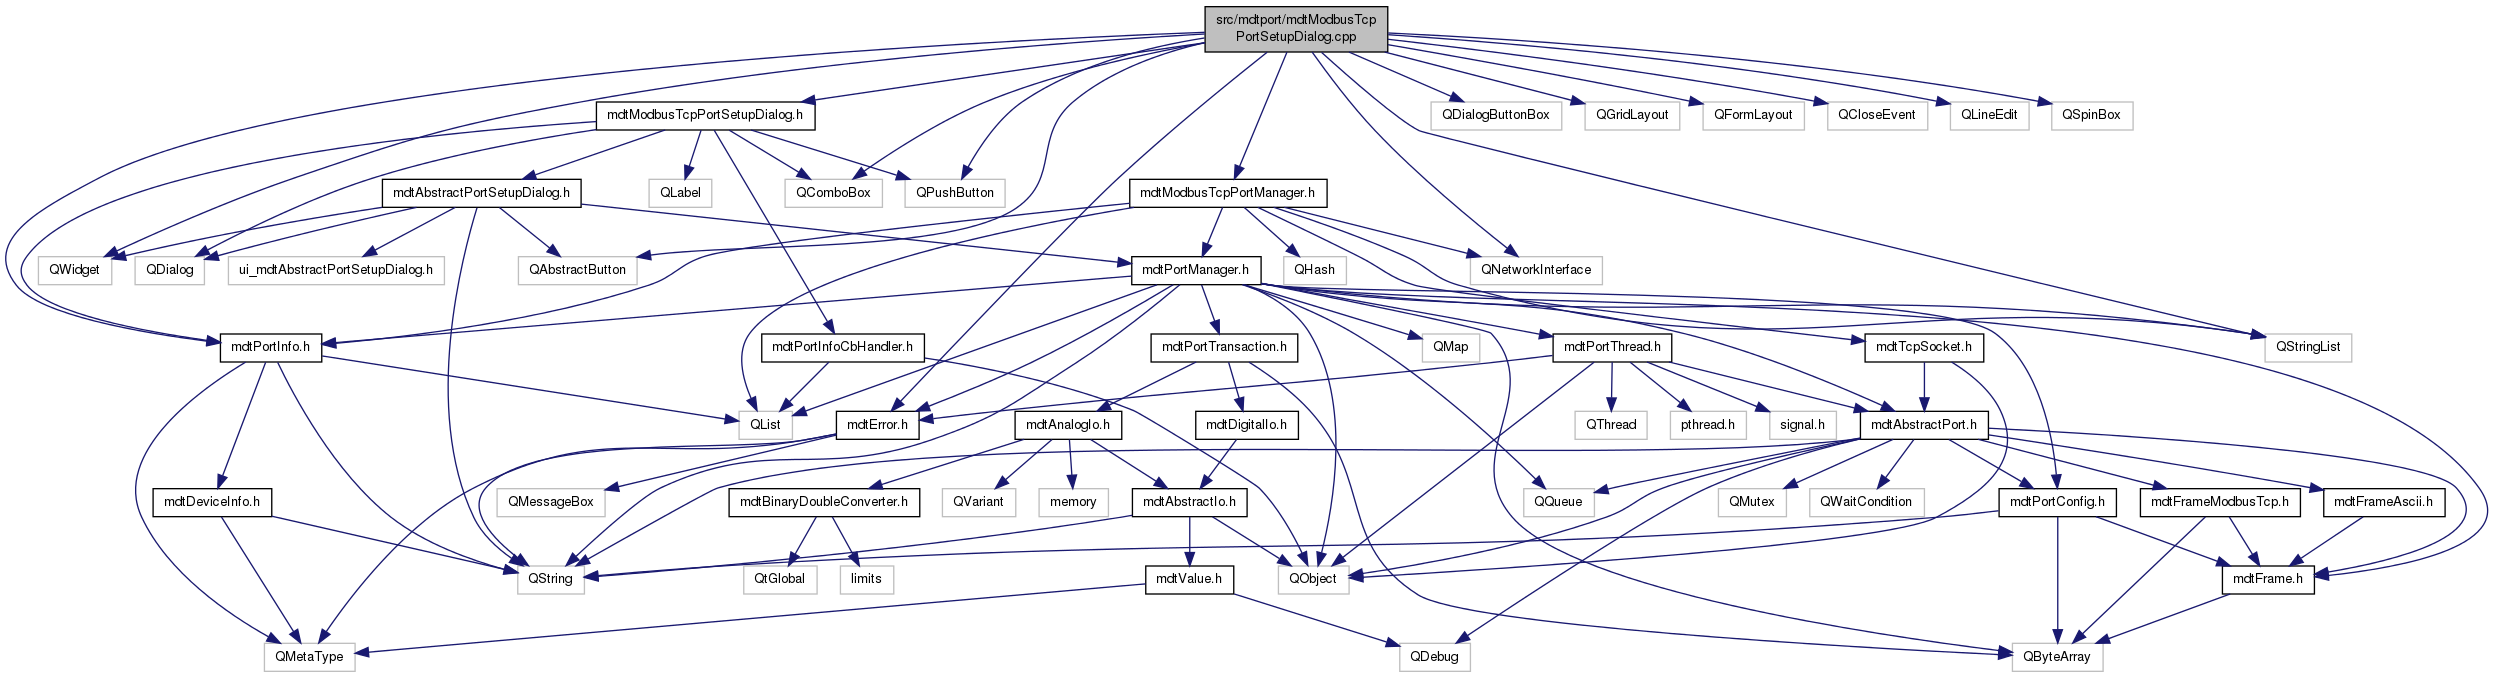 src/mdtport/mdtModbusTcp
PortSetupDialog.cpp
mdtModbusTcpPortSetupDialog.h
QDialogButtonBox
QGridLayout
QFormLayout
QCloseEvent
QLineEdit
QSpinBox
mdtAbstractPortSetupDialog.h
QLabel
QComboBox
QPushButton
mdtModbusTcpPortManager.h
QWidget
QDialog
ui_mdtAbstractPortSetupDialog.h
QAbstractButton
mdtPortManager.h
QHash
QNetworkInterface
mdtPortInfo.h
mdtPortInfoCbHandler.h
mdtPortTransaction.h
QMap
mdtPortThread.h
mdtTcpSocket.h
QStringList
QList
mdtError.h
mdtAnalogIo.h
mdtDigitalIo.h
QThread
pthread.h
signal.h
mdtAbstractPort.h
mdtDeviceInfo.h
QMessageBox
mdtBinaryDoubleConverter.h
QVariant
memory
mdtAbstractIo.h
QQueue
QMutex
QWaitCondition
mdtPortConfig.h
mdtFrameModbusTcp.h
mdtFrameAscii.h
QString
QtGlobal
limits
mdtValue.h
QObject
mdtFrame.h
QMetaType
QDebug
QByteArray